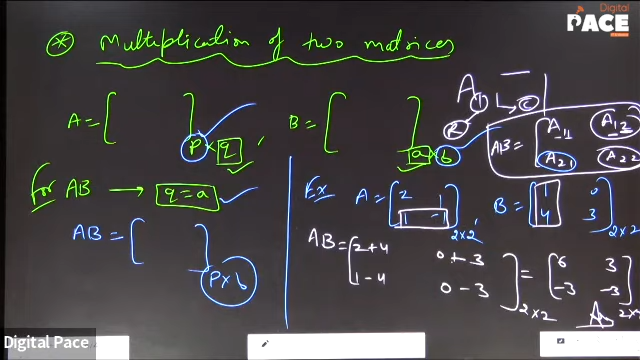 Digital
PACE
* Multiplication of two matrices
A = [ ] p × q , B = [ ] a × b
A
R
C
AB = [ A11 A12
A21 A22
For AB → q = a
Ex A = [ 2 1
-1 ] 2×2 , B = [ 0
4 3 ] 2×2
AB = [ ] p × b
AB = [ 2+4 0+3
1-4 0-3 ] 2×2 = [ 6 3
-3 -3 ] 2×2
Digital Pace